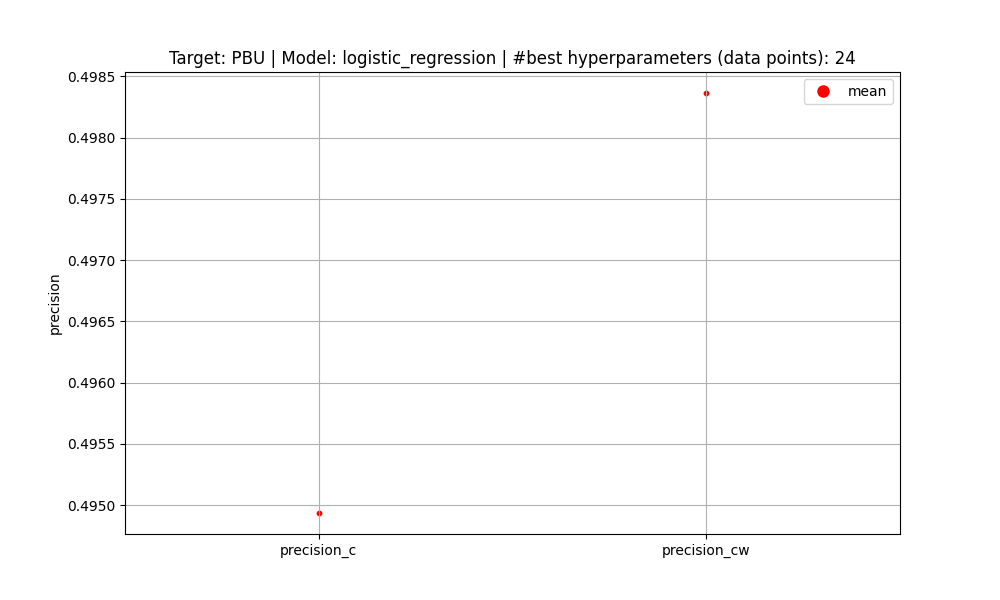 Target: PBU | Model: logistic_regression | #best hyperparameters (data points): 24
mean
precision
0.4985
0.4980
0.4975
0.4970
0.4965
0.4960
0.4955
0.4950
precision_c
precision_cw